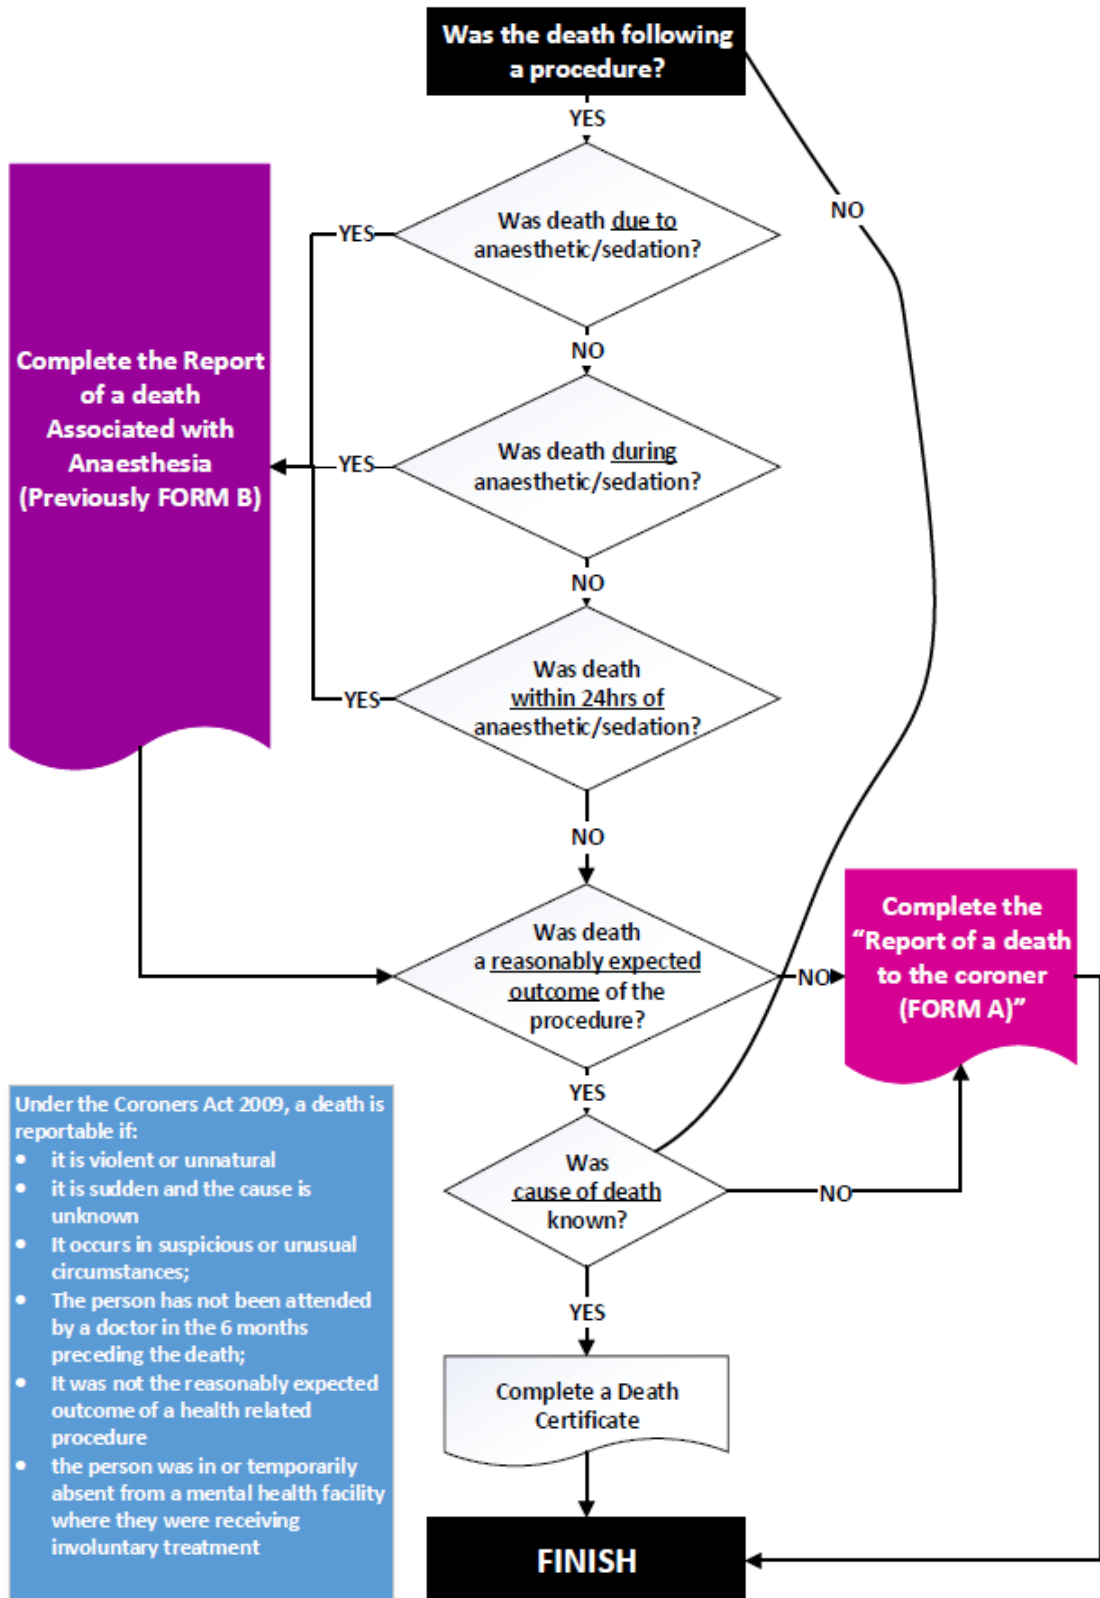 Was the death following
a procedure?
YES
Was death due to
anaesthetic/sedation?
YES
NO
NO
Complete the Report
of a death
Associated with
Anaesthesia
(Previously FORM B)
Was death during
anaesthetic/sedation?
YES
NO
Was death
within 24hrs of
anaesthetic/sedation?
YES
NO
Was death
a reasonably expected
outcome of the
procedure?
NO
Complete the
“Report of a death
to the coroner
(FORM A)”
YES
Was
cause of death
known?
NO
YES
Complete a Death
Certificate
FINISH
Under the Coroners Act 2009, a death is
reportable if:
• it is violent or unnatural
• it is sudden and the cause is
unknown
• It occurs in suspicious or unusual
circumstances;
• The person has not been attended
by a doctor in the 6 months
preceding the death;
• It was not the reasonably expected
outcome of a health related
procedure
• the person was in or temporarily
absent from a mental health facility
where they were receiving
involuntary treatment